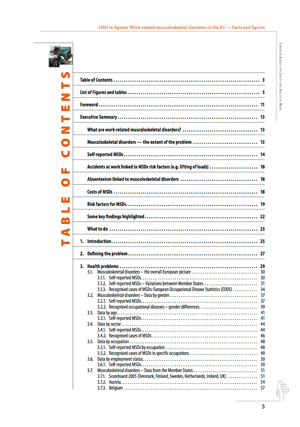 OSH in figures: Work-related musculoskeletal disorders in the EU — Facts and figures
EUROPEAN AGENCY FOR SAFETY AND HEALTH AT WORK
TABLE OF CONTENTS
Table of Contents 3
List of Figures and tables 5
Foreword 11
Executive Summary 13
What are work-related musculoskeletal disorders? 13
Musculoskeletal disorders — the extent of the problem 13
Self-reported MSDs 14
Accidents at work linked to MSDs risk factors (e.g. lifting of loads) 18
Absenteeism linked to musculoskeletal disorders 18
Costs of MSDs 18
Risk factors for MSDs 19
Some key findings highlighted 22
What to do 23
1. Introduction 25
2. Defining the problem 27
3. Health problems 29
3.1. Musculoskeletal disorders – the overall European picture 30
3.1.1. Self-reported MSDs 30
3.1.2. Self-reported MSDs – Variations between Member States 31
3.1.3. Recognised cases of MSDs: European Occupational Disease Statistics (EODS) 34
3.2. Musculoskeletal disorders – Data by gender 37
3.2.1. Self-reported MSDs 37
3.2.2. Recognised occupational diseases – gender differences 39
3.3. Data by age 41
3.3.1. Self-reported MSDs 41
3.4. Data by sector 44
3.4.1. Self-reported MSDs 44
3.4.2. Recognised cases of MSDs 46
3.5. Data by occupation 48
3.5.1. Self-reported MSDs by occupation 48
3.5.2. Recognised cases of MSDs in specific occupations 49
3.6. Data by employment status 50
3.6.1. Self-reported MSDs 50
3.7. Musculoskeletal disorders – Data from the Member States 51
3.7.1. Scoreboard 2005 (Denmark, Finland, Sweden, Netherlands, Ireland, UK) 51
3.7.2. Austria 54
3.7.3. Belgium 57
3